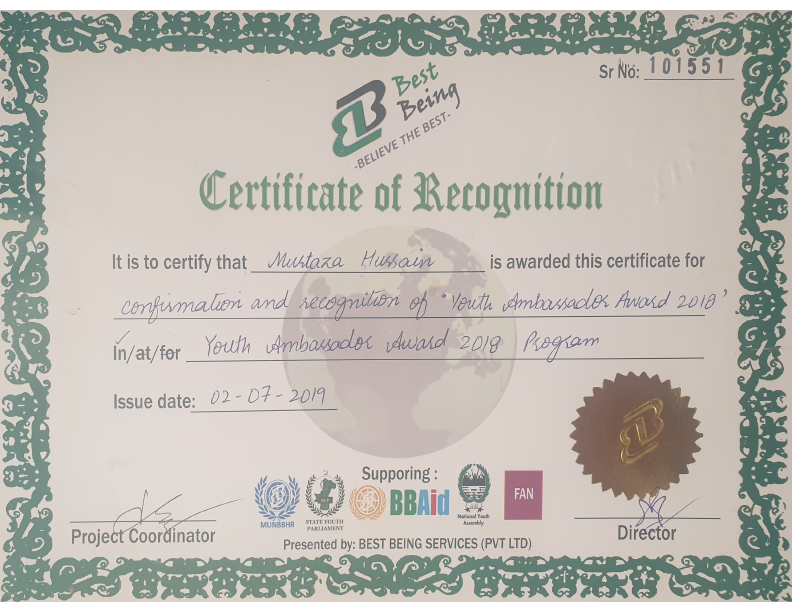 Sr No: 101551
Best
Being
-BELIEVE THE BEST-
Certificate of Recognition
It is to certify that Mustaza Hussain is awarded this certificate for
confirmation and recognition of "Youth Ambassador Award 2018".
In/at/for Youth Ambassador Award 2018 Program
Issue date: 02-07-2019
Supporing :
MUNBBHR
STATE YOUTH
PARLIAMENT
BBAid
National Youth
Assembly
FAN
Project Coordinator
Director
Presented by: BEST BEING SERVICES (PVT LTD)